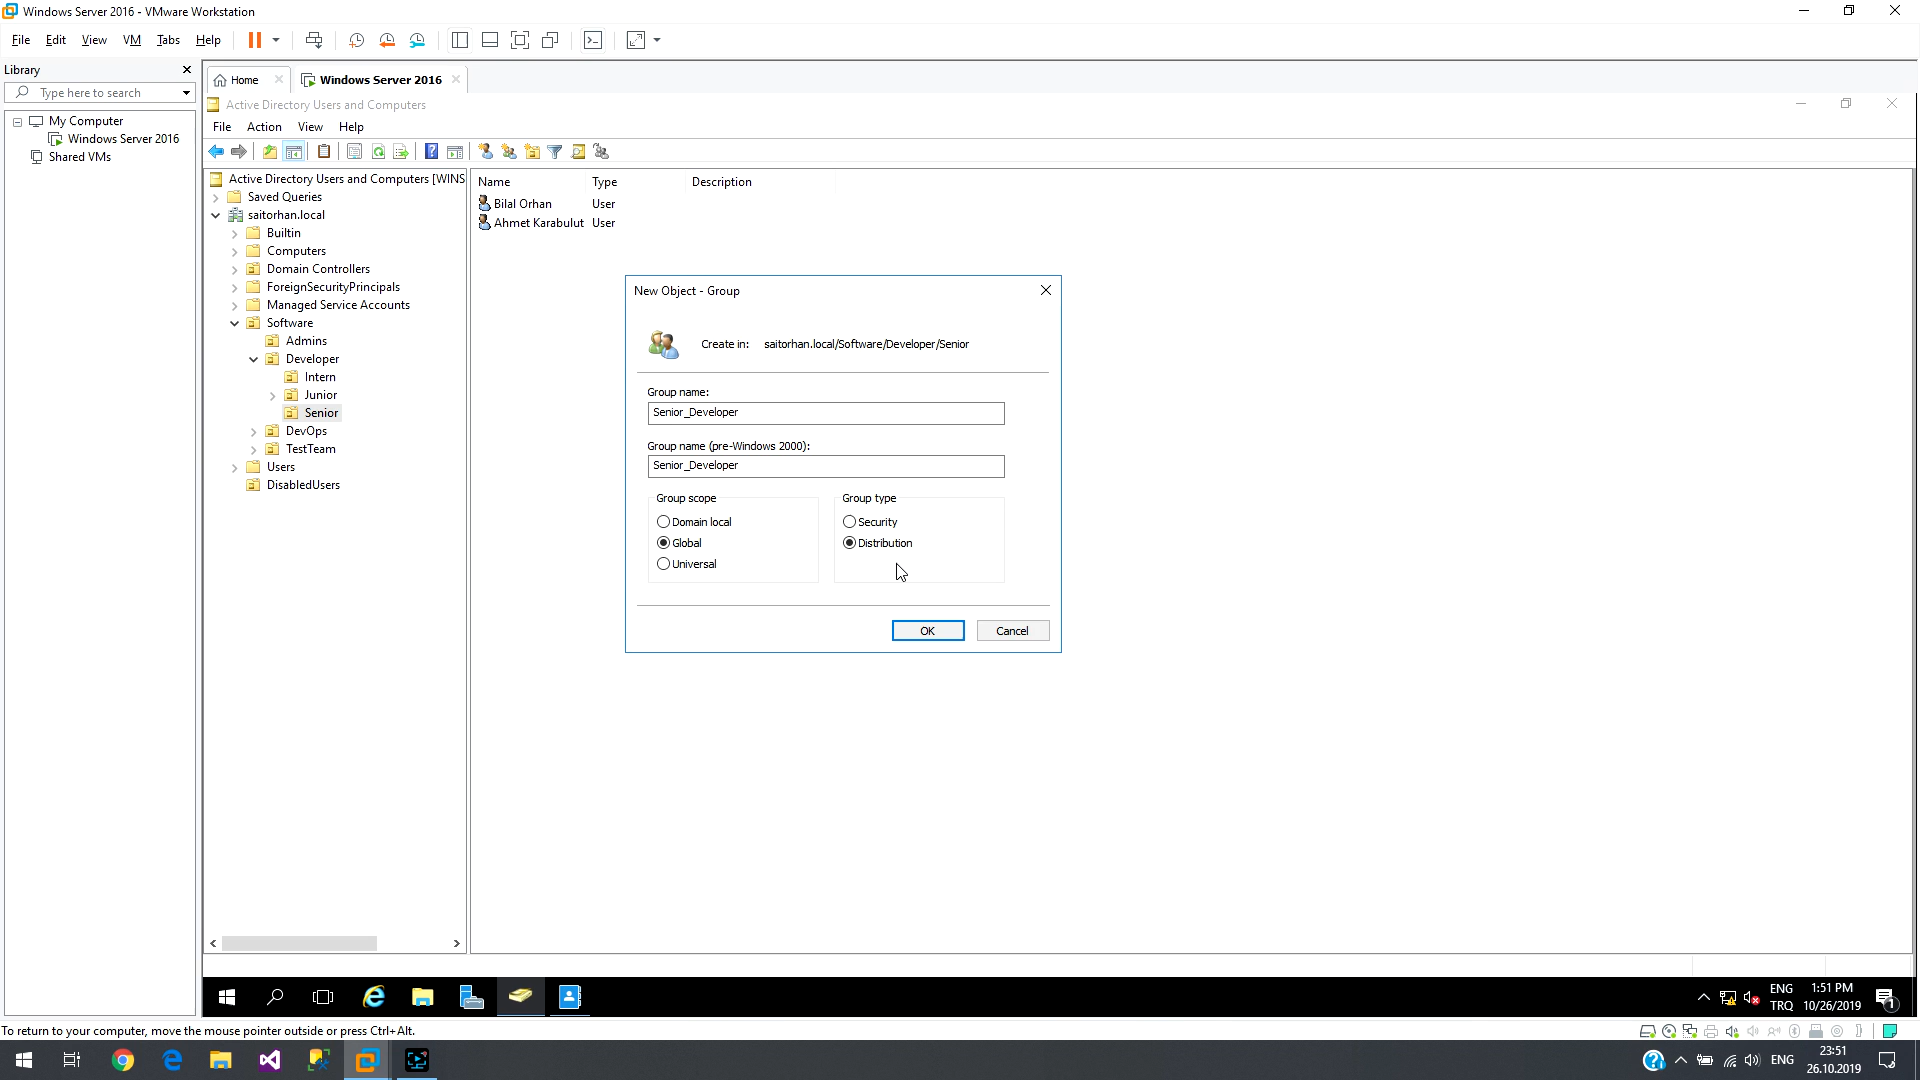 Windows Server 2016 - VMware Workstation
File Edit View VM Tabs Help
Library
Type here to search
My Computer
Windows Server 2016
Shared VMs
Home
Windows Server 2016
Active Directory Users and Computers
File Action View Help
Active Directory Users and Computers [WINS
Saved Queries
saitorhan.local
Builtin
Computers
Domain Controllers
ForeignSecurityPrincipals
Managed Service Accounts
Software
Admins
Developer
Intern
Junior
Senior
DevOps
TestTeam
Users
DisabledUsers
Name Type Description
Bilal Orhan User
Ahmet Karabulut User
New Object - Group
Create in: saitorhan.local/Software/Developer/Senior
Group name:
Senior_Developer
Group name (pre-Windows 2000):
Senior_Developer
Group scope
Domain local
Global
Universal
Group type
Security
Distribution
OK Cancel
ENG 1:51 PM
TRQ 10/26/2019
1
To return to your computer, move the mouse pointer outside or press Ctrl+Alt.
ENG
23:51
26.10.2019